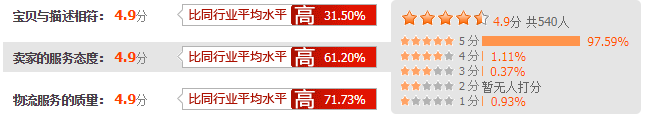 宝贝与描述相符： 4.9分 比同行业平均水平 高 31.50%
卖家的服务态度： 4.9分 比同行业平均水平 高 61.20%
物流服务的质量： 4.9分 比同行业平均水平 高 71.73%
4.9分 共540人
5 分 97.59%
4 分 1.11%
3 分 0.37%
2 分 暂无人打分
1 分 0.93%